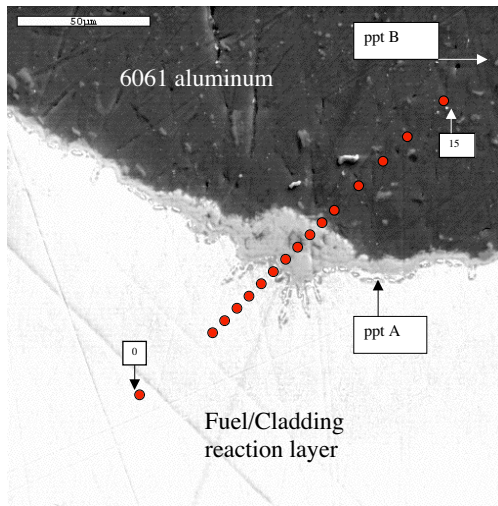 50µm
ppt B
6061 aluminum
15
ppt A
0
Fuel/Cladding
reaction layer